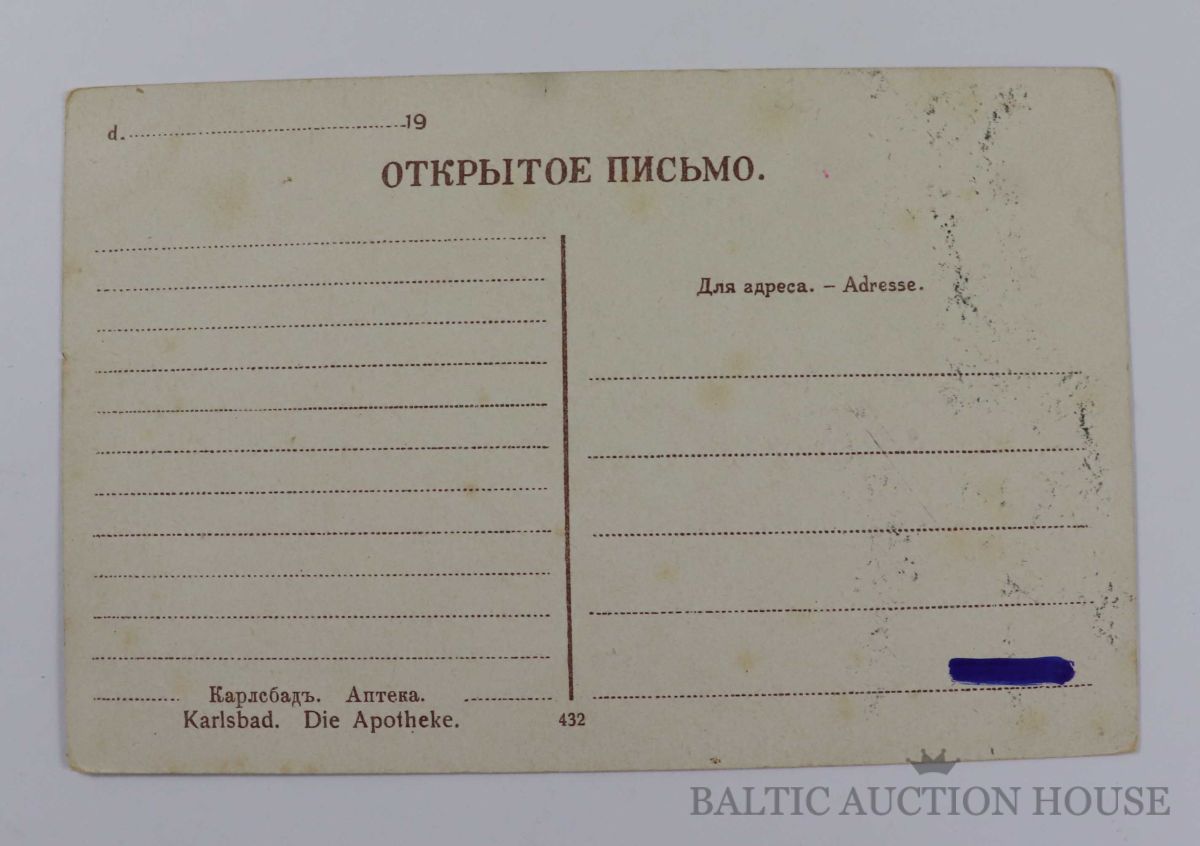 d. 19
ОТКРЫТОЕ ПИСЬМО.
Для адреса. – Adresse.
Карлсбадъ. Аптека.
Karlsbad. Die Apotheke.
432
BALTIC AUCTION HOUSE